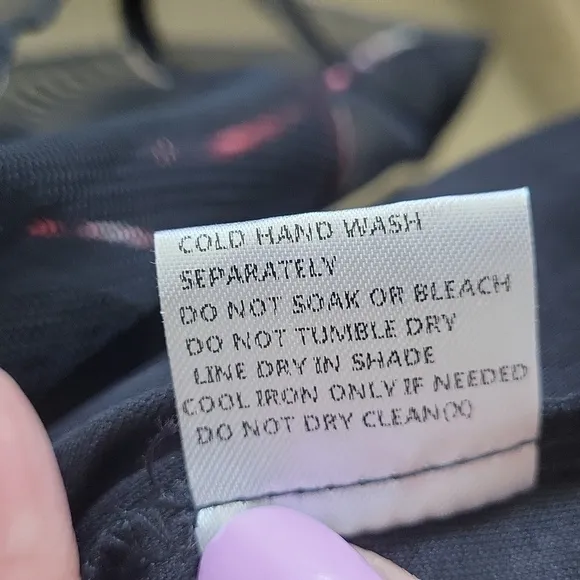 COLD HAND WASH
SEPARATELY
DO NOT SOAK OR BLEACH
DO NOT TUMBLE DRY
LINE DRY IN SHADE
COOL IRON ONLY IF NEEDED
DO NOT DRY CLEAN(X)